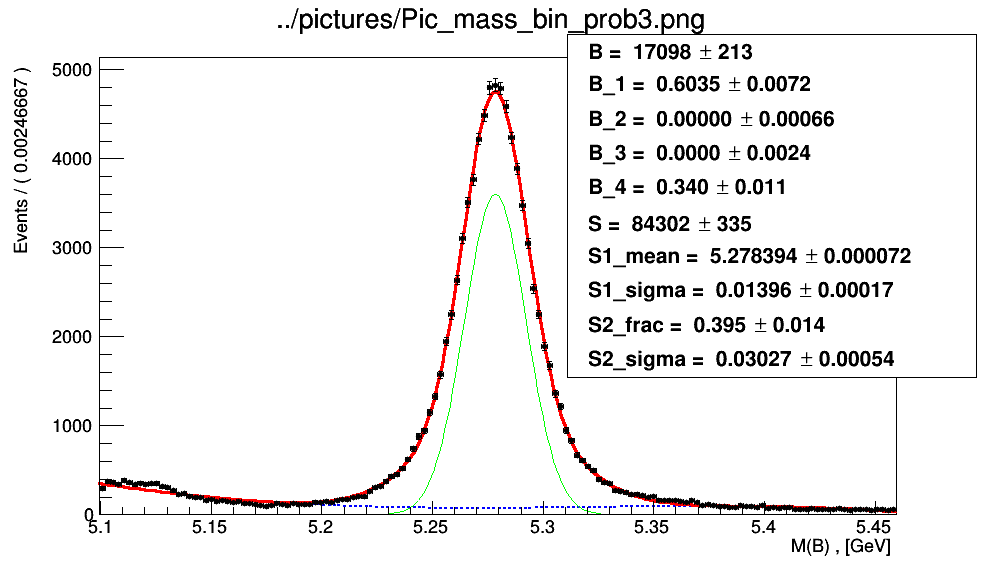 ../pictures/Pic_mass_bin_prob3.png
B = 17098 ± 213
B_1 = 0.6035 ± 0.0072
B_2 = 0.00000 ± 0.00066
B_3 = 0.0000 ± 0.0024
B_4 = 0.340 ± 0.011
S = 84302 ± 335
S1_mean = 5.278394 ± 0.000072
S1_sigma = 0.01396 ± 0.00017
S2_frac = 0.395 ± 0.014
S2_sigma = 0.03027 ± 0.00054
Events / ( 0.00246667 )
5000
4000
3000
2000
1000
0
5.1 5.15 5.2 5.25 5.3 5.35 5.4 5.45
M(B) , [GeV]